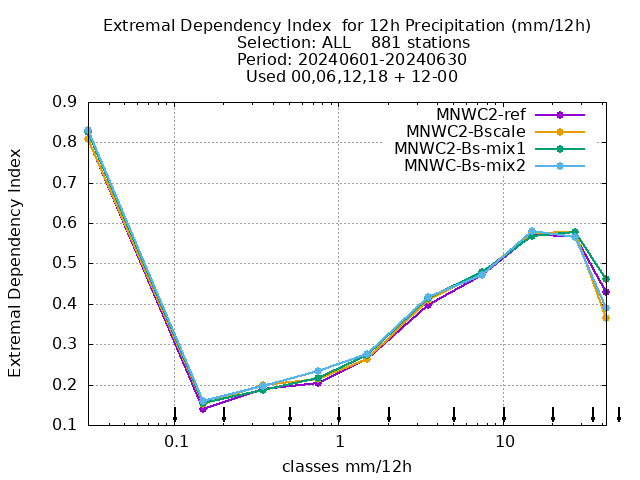 Extremal Dependency Index  for 12h Precipitation (mm/12h)
Selection: ALL    881 stations
Period: 20240601-20240630
Used 00,06,12,18 + 12-00
MNWC2-ref
MNWC2-Bscale
MNWC2-Bs-mix1
MNWC-Bs-mix2
Extremal Dependency Index
0.9
0.8
0.7
0.6
0.5
0.4
0.3
0.2
0.1
0.1 1 10
classes mm/12h